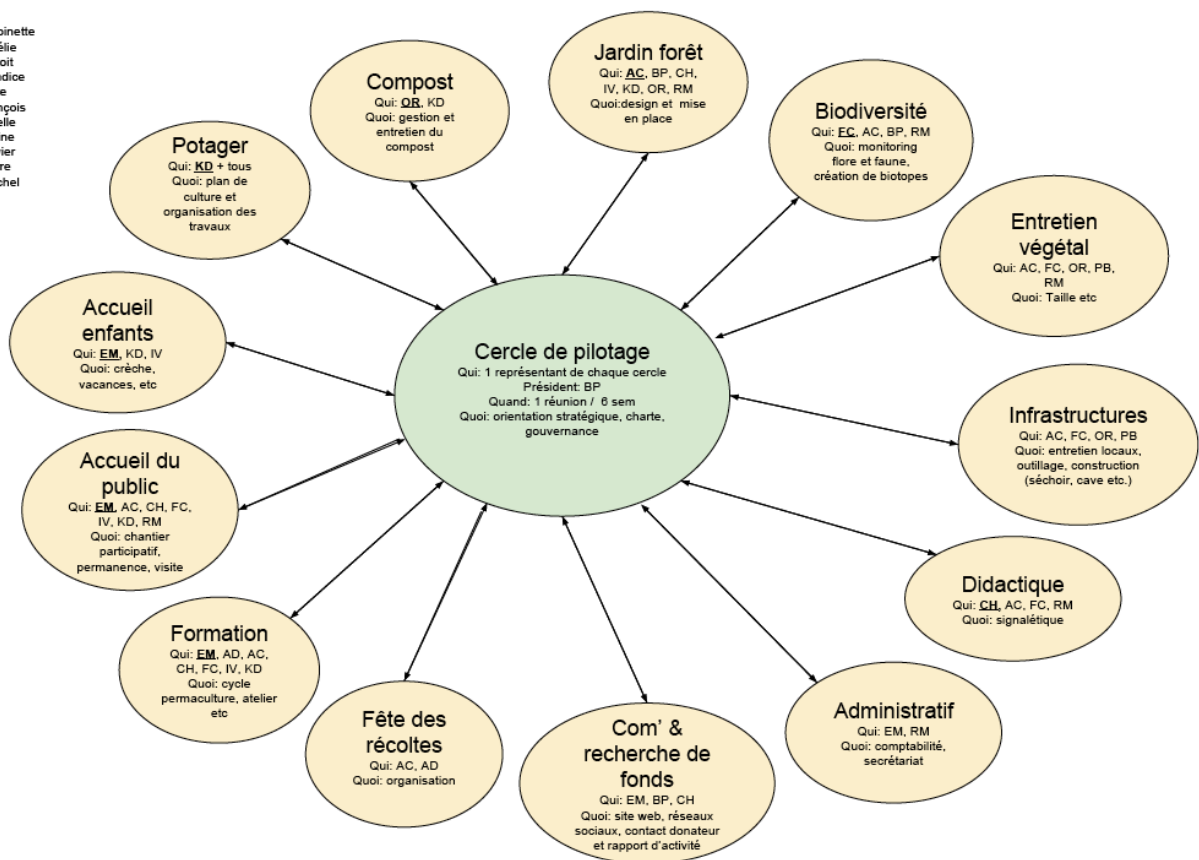 Jardin forêt
Qui: AC, BP, CH,
IV, KD, OR, RM
Quoi:design et mise
en place
Compost
Qui: OR, KD
Quoi: gestion et
entretien du
compost
Biodiversité
Qui: FC, AC, BP, RM
Quoi: monitoring
flore et faune,
création de biotopes
Potager
Qui: KD + tous
Quoi: plan de
culture et
organisation des
travaux
Entretien
végétal
Qui: AC, FC, OR, PB,
RM
Quoi: Taille etc
Accueil
enfants
Qui: EM, KD, IV
Quoi: crèche,
vacances, etc
Cercle de pilotage
Qui: 1 représentant de chaque cercle
Président: BP
Quand: 1 réunion / 6 sem
Quoi: orientation stratégique, charte,
gouvernance
Infrastructures
Qui: AC, FC, OR, PB
Quoi: entretien locaux,
outillage, construction
(séchoir, cave etc.)
Accueil du
public
Qui: EM, AC, CH, FC,
IV, KD, RM
Quoi: chantier
participatif,
permanence, visite
Didactique
Qui: CH, AC, FC, RM
Quoi: signalétique
Formation
Qui: EM, AD, AC,
CH, FC, IV, KD
Quoi: cycle
permaculture, atelier
etc
Fête des
récoltes
Qui: AC, AD
Quoi: organisation
Com' &
recherche de
fonds
Qui: EM, BP, CH
Quoi: site web, réseaux
sociaux, contact donateur
et rapport d'activité
Administratif
Qui: EM, RM
Quoi: comptabilité,
secrétariat